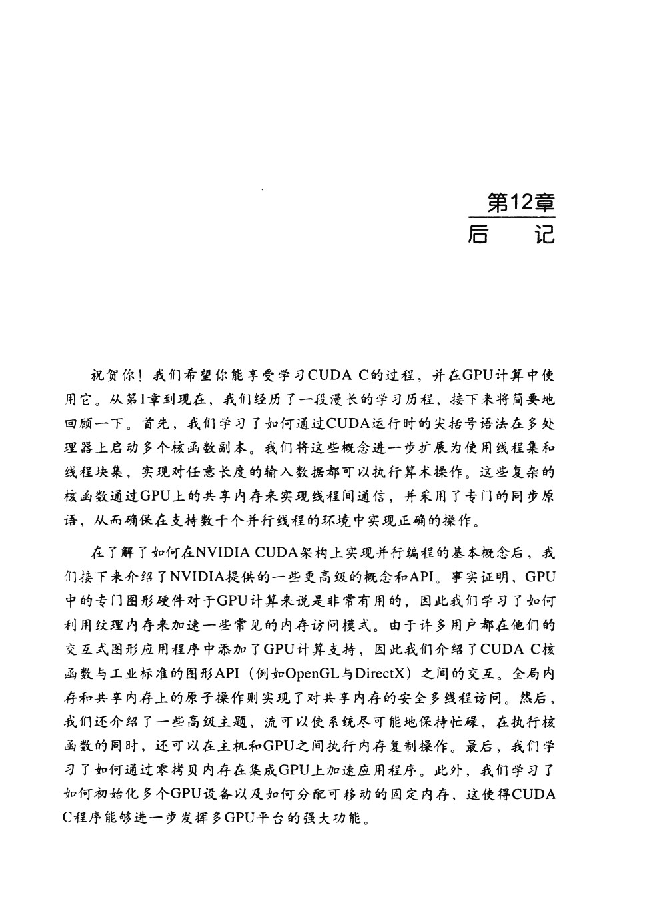 第12章
后 记
祝贺你！我们希望你能享受学习CUDA C的过程，并在GPU计算中使
用它。从第1章到现在，我们经历了一段漫长的学习历程，接下来将简要地
回顾一下。首先，我们学习了如何通过CUDA运行时的尖括号语法在多处
理器上启动多个核函数副本。我们将这些概念进一步扩展为使用线程集和
线程块集，实现对任意长度的输入数据都可以执行算术操作。这些复杂的
核函数通过GPU上的共享内存来实现线程间通信，并采用了专门的同步原
语，从而确保在支持数千个并行线程的环境中实现正确的操作。
在了解了如何在NVIDIA CUDA架构上实现并行编程的基本概念后，我
们接下来介绍了NVIDIA提供的一些更高级的概念和API。事实证明，GPU
中的专门图形硬件对于GPU计算来说是非常有用的，因此我们学习了如何
利用纹理内存来加速一些常见的内存访问模式。由于许多用户都在他们的
交互式图形应用程序中添加了GPU计算支持，因此我们介绍了CUDA C核
函数与工业标准的图形API（例如OpenGL与DirectX）之间的交互。全局内
存和共享内存上的原子操作则实现了对共享内存的安全多线程访问。然后，
我们还介绍了一些高级主题，流可以使系统尽可能地保持忙碌，在执行核
函数的同时，还可以在主机和GPU之间执行内存复制操作。最后，我们学
习了如何通过零拷贝内存在集成GPU上加速应用程序。此外，我们学习了
如何初始化多个GPU设备以及如何分配可移动的固定内存，这使得CUDA
C程序能够进一步发挥多GPU平台的强大功能。